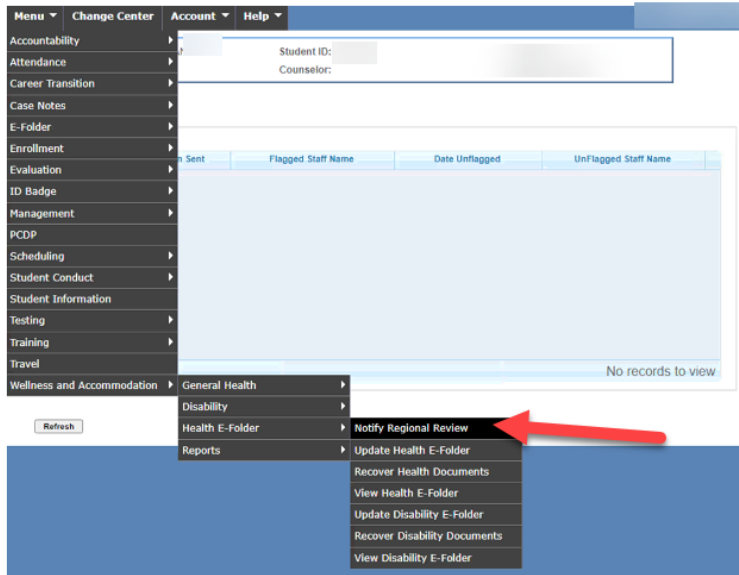 Menu Change Center Account Help
Accountability
Student ID:
Attendance
Counselor:
Career Transition
Case Notes
E-Folder
Enrollment
Sent Flagged Staff Name Date Unflagged UnFlagged Staff Name
Evaluation
ID Badge
Management
PCDP
Scheduling
Student Conduct
Student Information
Testing
Training
Travel
No records to view
Wellness and Accommodation General Health
Disability
Refresh
Health E-Folder Notify Regional Review
Reports Update Health E-Folder
Recover Health Documents
View Health E-Folder
Update Disability E-Folder
Recover Disability Documents
View Disability E-Folder